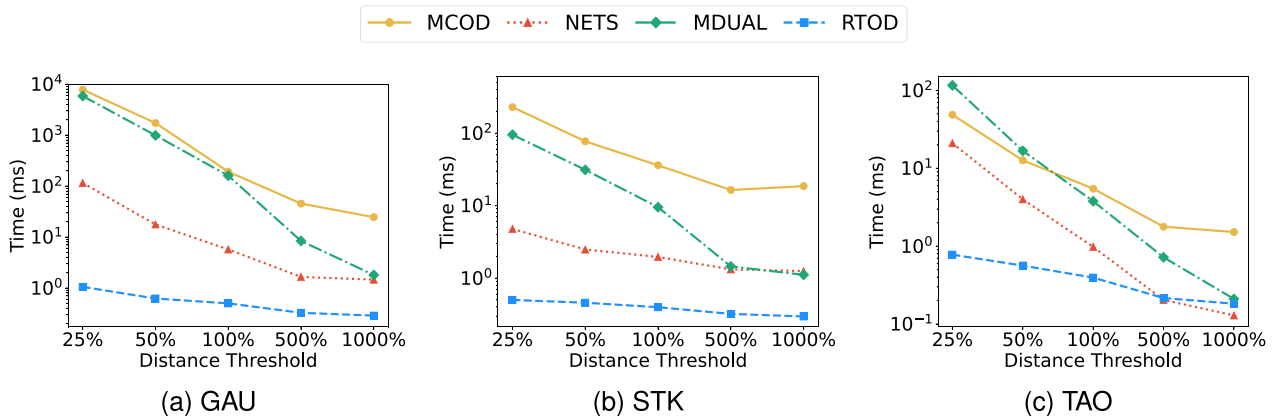 MCOD NETS MDUAL RTOD
Time (ms)
10^4
10^3
10^2
10^1
10^0
25% 50% 100% 500% 1000%
Distance Threshold
(a) GAU
Time (ms)
10^2
10^1
10^0
25% 50% 100% 500% 1000%
Distance Threshold
(b) STK
Time (ms)
10^2
10^1
10^0
10^−1
25% 50% 100% 500% 1000%
Distance Threshold
(c) TAO